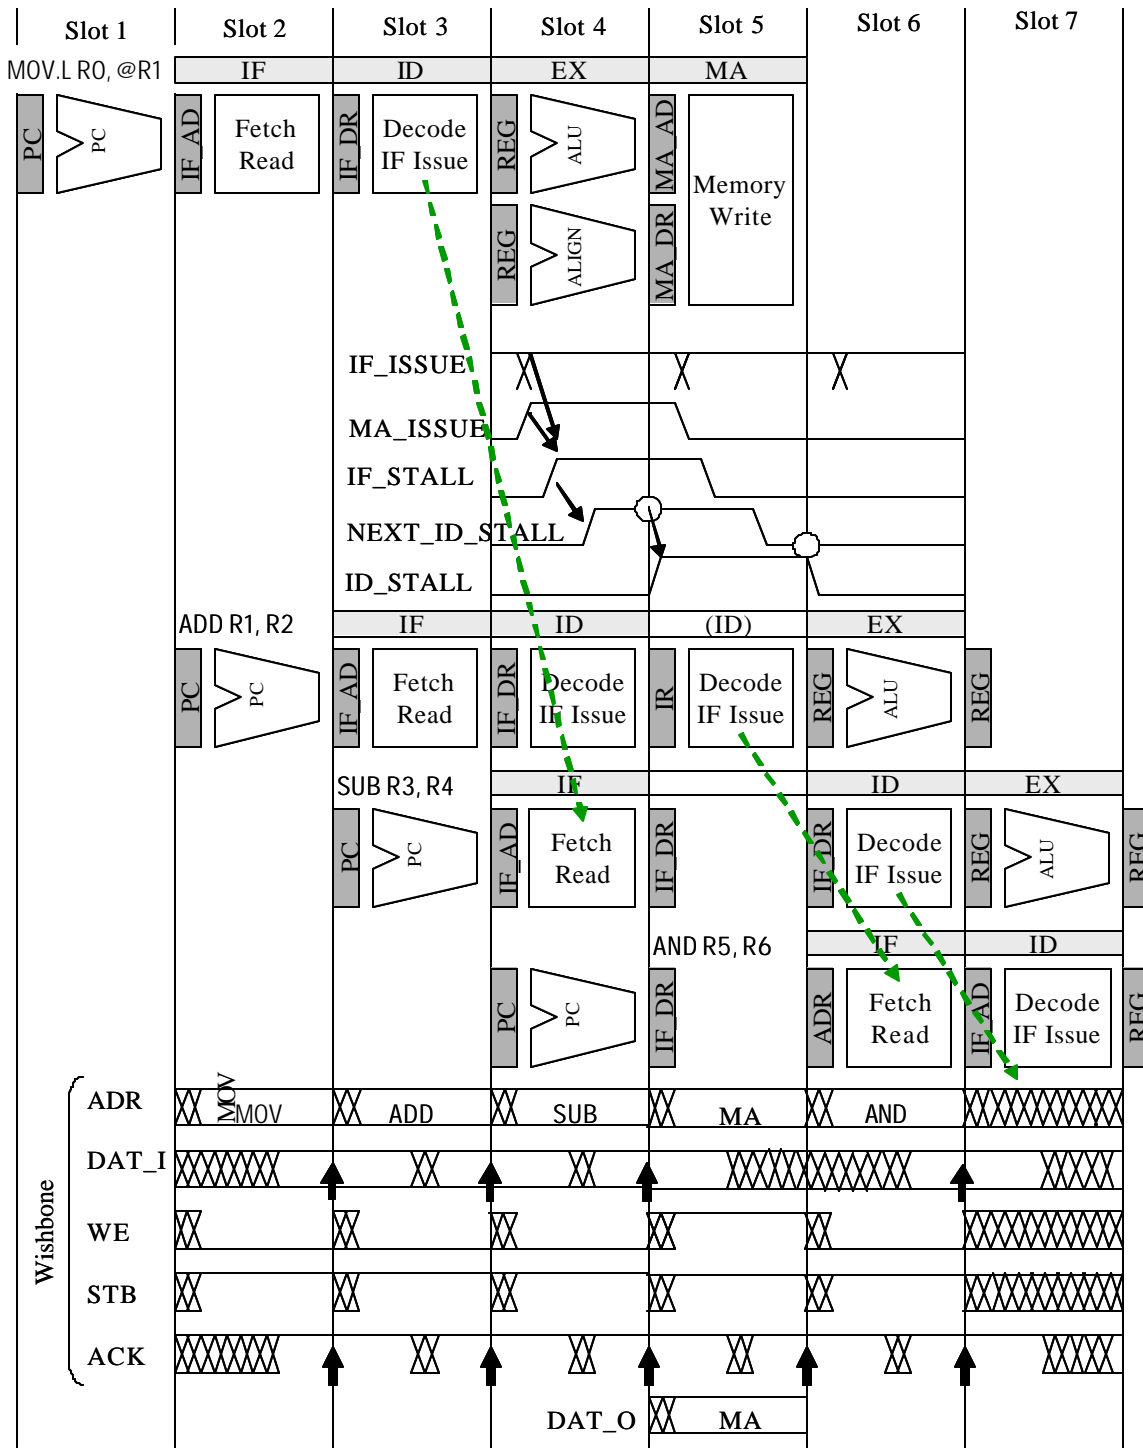 Slot 1 Slot 2 Slot 3 Slot 4 Slot 5 Slot 6 Slot 7
MOV.L R0, @R1 IF ID EX MA
PC PC IF_AD Fetch Read IF_DR Decode IF Issue REG ALU MA_AD Memory Write
REG ALIGN MA_DR
IF_ISSUE
MA_ISSUE
IF_STALL
NEXT_ID_STALL
ID_STALL
ADD R1, R2 IF ID (ID) EX
PC PC IF_AD Fetch Read IF_DR Decode IF Issue IR Decode IF Issue REG ALU REG
SUB R3, R4 IF ID EX
PC PC IF_AD Fetch Read IF_DR IF_DR Decode IF Issue REG ALU REG
AND R5, R6 IF ID
PC PC IF_DR ADR Fetch Read IF_AD Decode IF Issue REG
Wishbone
ADR MOV MOV ADD SUB MA AND
DAT_I
WE
STB
ACK
DAT_O MA